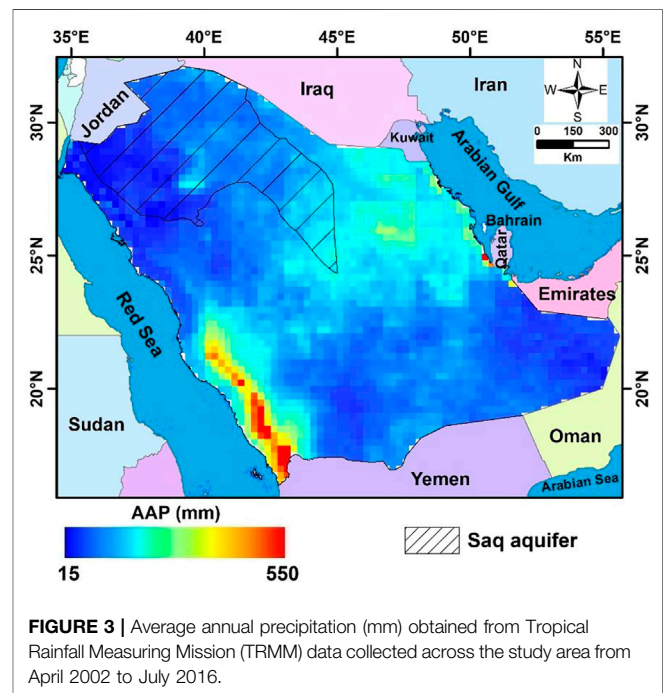 35°E 40°E 45°E 50°E 55°E
N
W E
S
0 150 300
Km
30°N 30°N
25°N 25°N
20°N 20°N
Jordan
Iraq
Iran
Kuwait
Arabian Gulf
Bahrain
Qatar
Emirates
Red Sea
Sudan
Oman
Yemen
Arabian Sea
AAP (mm)
15 550
Saq aquifer
FIGURE 3 | Average annual precipitation (mm) obtained from Tropical
Rainfall Measuring Mission (TRMM) data collected across the study area from
April 2002 to July 2016.